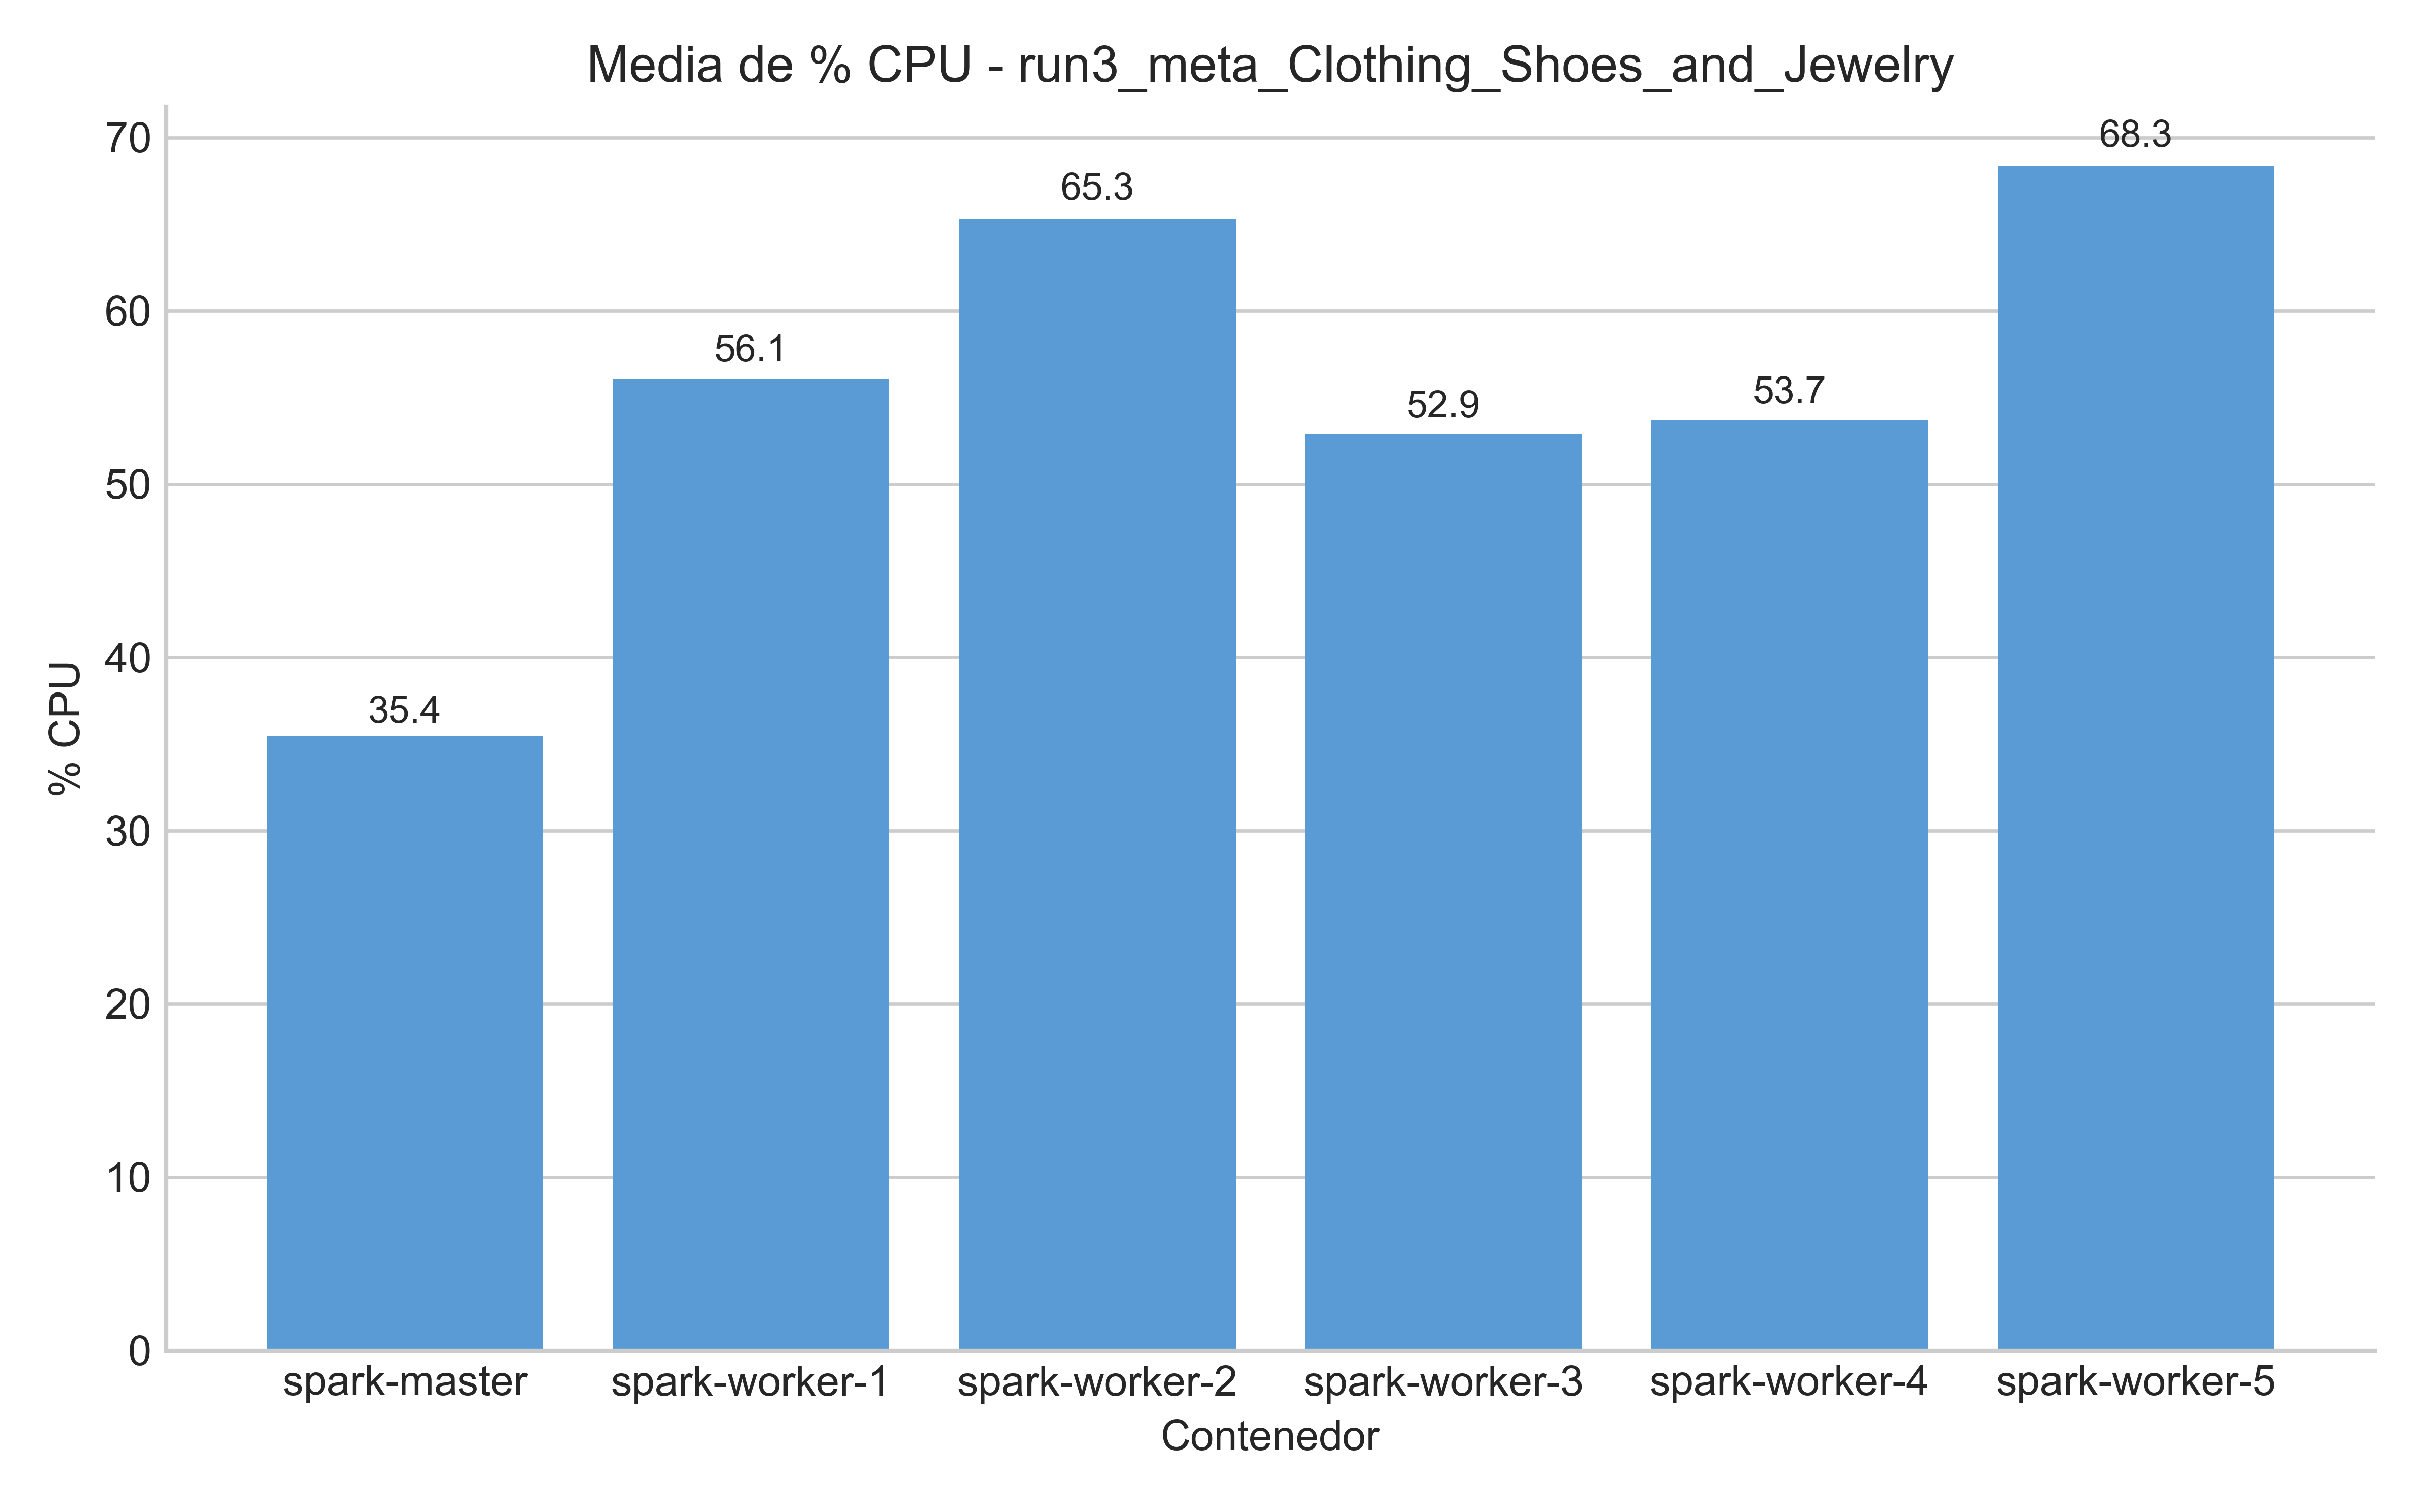 Media de % CPU - run3_meta_Clothing_Shoes_and_Jewelry
% CPU
70
60
50
40
30
20
10
0
35.4
56.1
65.3
52.9
53.7
68.3
spark-master
spark-worker-1
spark-worker-2
spark-worker-3
spark-worker-4
spark-worker-5
Contenedor